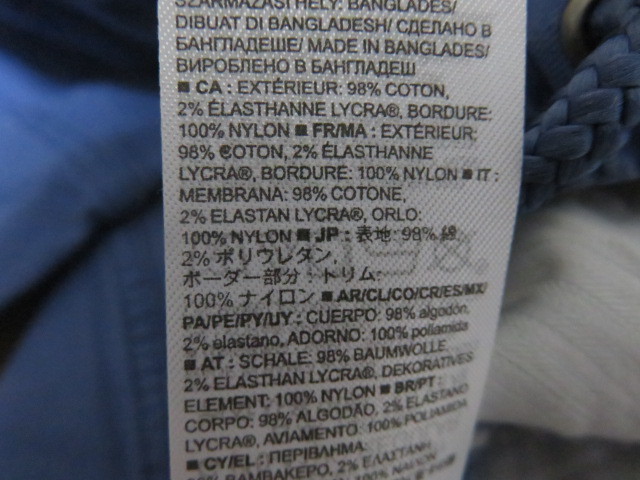 SZÁRMAZÁSI HELY: BANGLADES/
DIBUAT DI BANGLADESH/ СДЕЛАНО В
БАНГЛАДЕШЕ/ MADE IN BANGLADES/
ВИРОБЛЕНО В БАНГЛАДЕШ
■ CA : EXTÉRIEUR: 98% COTON,
2% ÉLASTHANNE LYCRA®, BORDURE:
100% NYLON ■ FR/MA : EXTÉRIEUR:
98% COTON, 2% ÉLASTHANNE
LYCRA®, BORDURE: 100% NYLON ■ IT :
MEMBRANA: 98% COTONE,
2% ELASTAN LYCRA®, ORLO:
100% NYLON ■ JP : 表地: 98% 綿,
2% ポリウレタン,
ボーダー部分 : トリム:
100% ナイロン ■ AR/CL/CO/CR/ES/MX/
PA/PE/PY/UY : CUERPO: 98% algodón,
2% elastano, ADORNO: 100% poliamida
■ AT : SCHALE: 98% BAUMWOLLE,
2% ELASTHAN LYCRA®, DEKORATIVES
ELEMENT: 100% NYLON ■ BR/PT :
CORPO: 98% ALGODÃO, 2% ELASTANO
LYCRA®, AVIAMENTO: 100% POLIAMIDA
■ CY/EL : ΠΕΡΙΒΛΗΜΑ:
98% ΒΑΜΒΑΚΕΡΟ, 2% ΕΛΑΣΤΑΝΗ